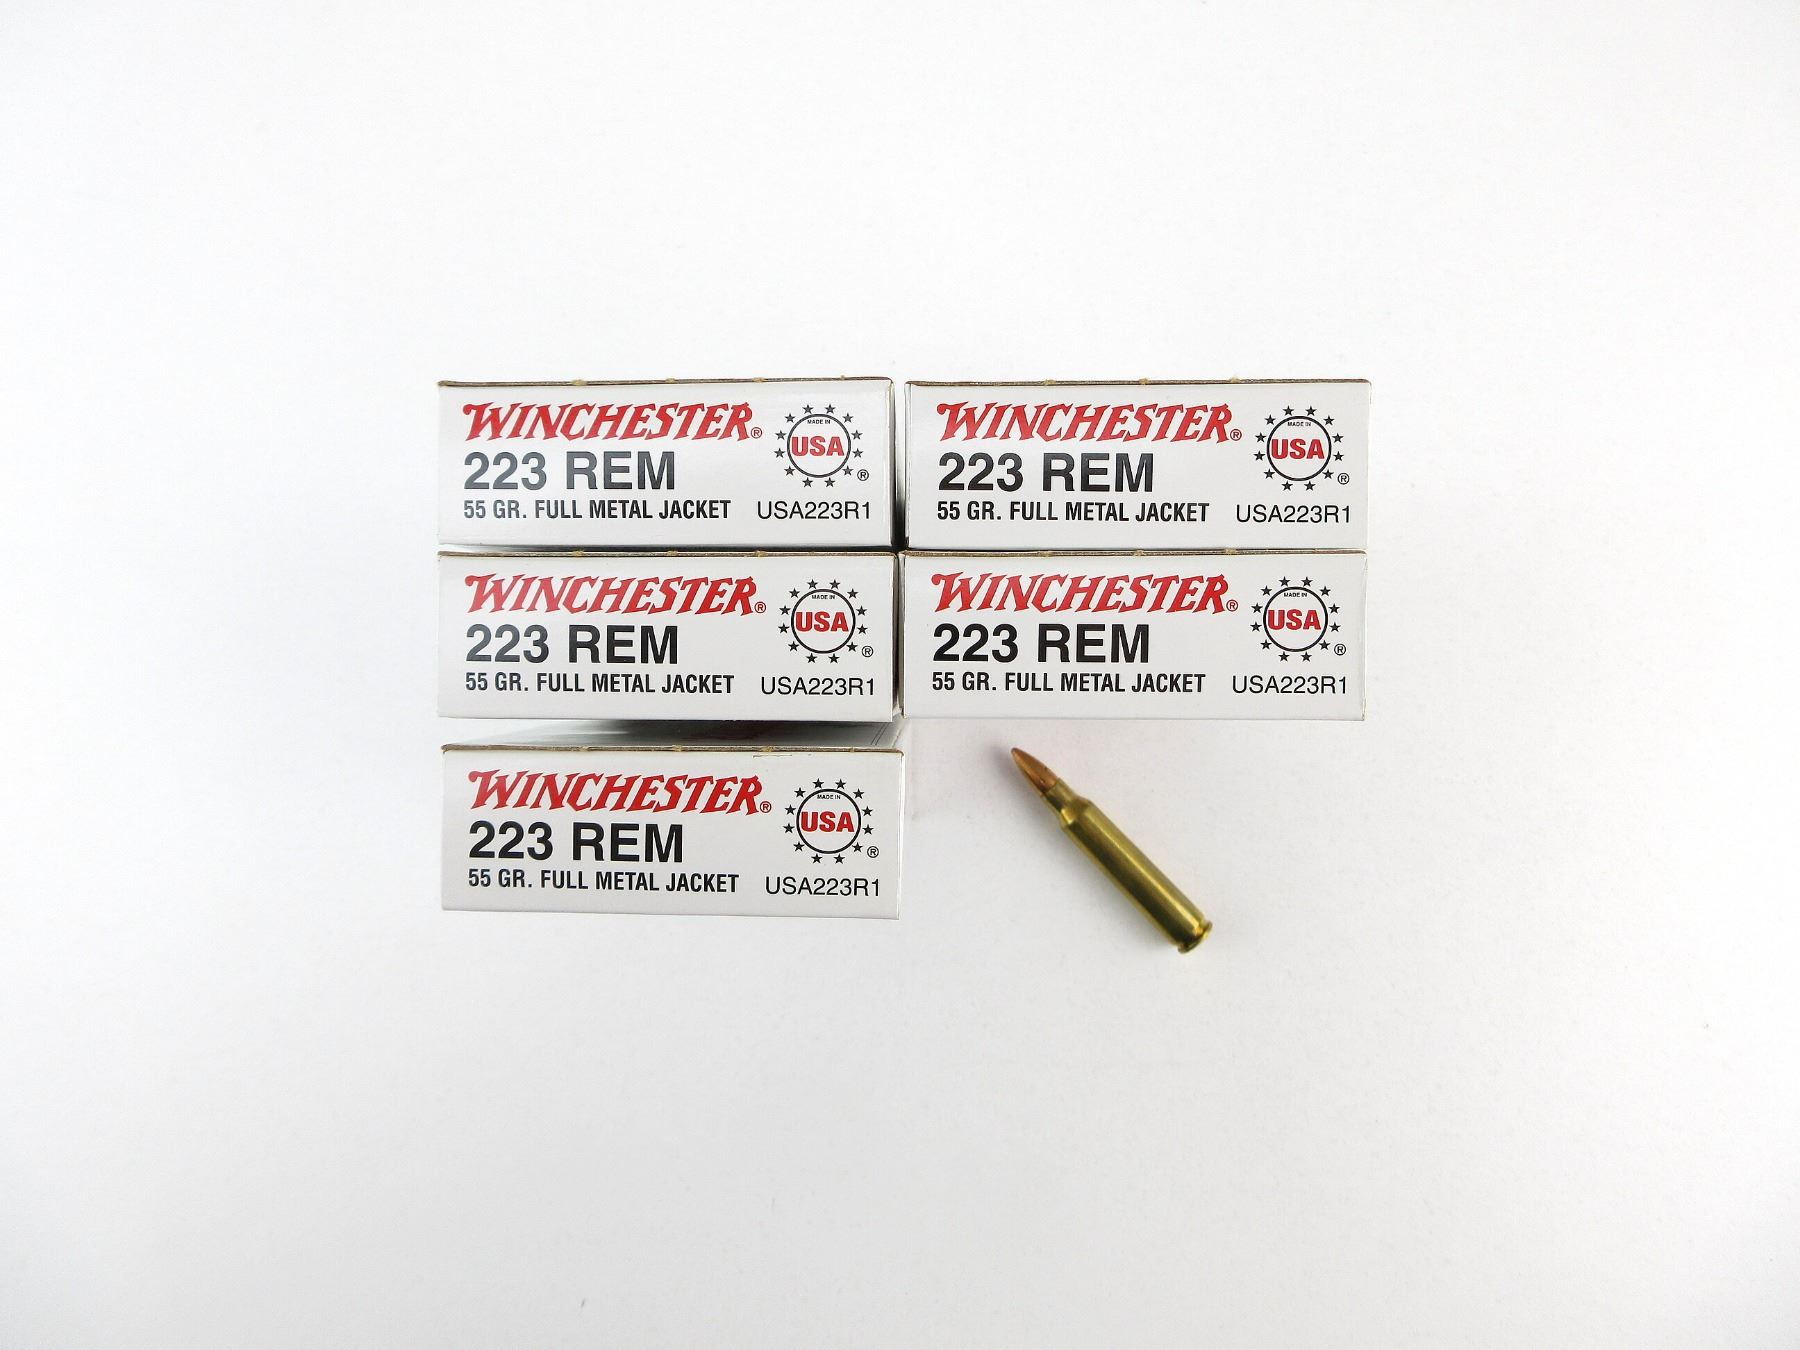 WINCHESTER®
MADE IN
USA
®
223 REM
55 GR. FULL METAL JACKET USA223R1
WINCHESTER®
MADE IN
USA
®
223 REM
55 GR. FULL METAL JACKET USA223R1
WINCHESTER®
MADE IN
USA
®
223 REM
55 GR. FULL METAL JACKET USA223R1
WINCHESTER®
MADE IN
USA
®
223 REM
55 GR. FULL METAL JACKET USA223R1
WINCHESTER®
MADE IN
USA
®
223 REM
55 GR. FULL METAL JACKET USA223R1